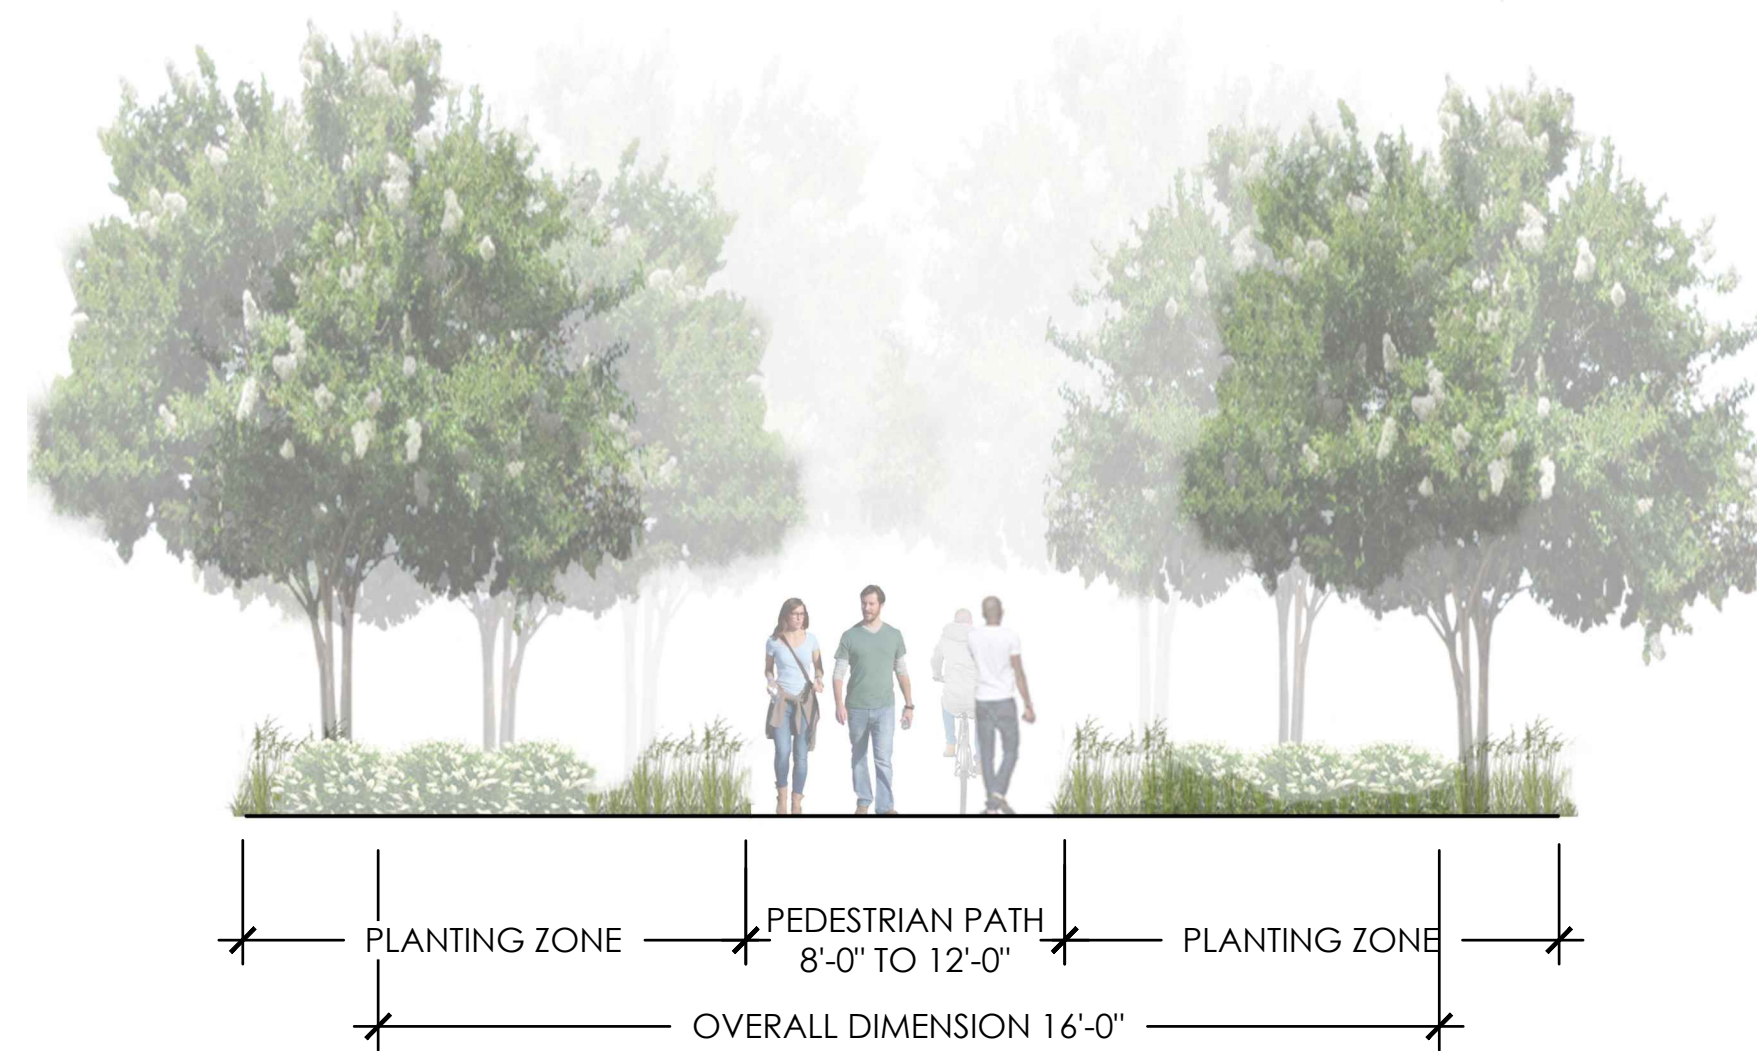 PLANTING ZONE
PEDESTRIAN PATH
8'-0" TO 12'-0"
PLANTING ZONE
OVERALL DIMENSION 16'-0"